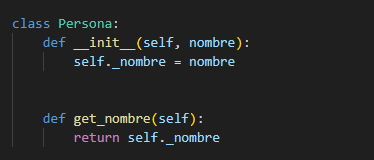 class Persona:
    def __init__(self, nombre):
        self._nombre = nombre
    def get_nombre(self):
        return self._nombre